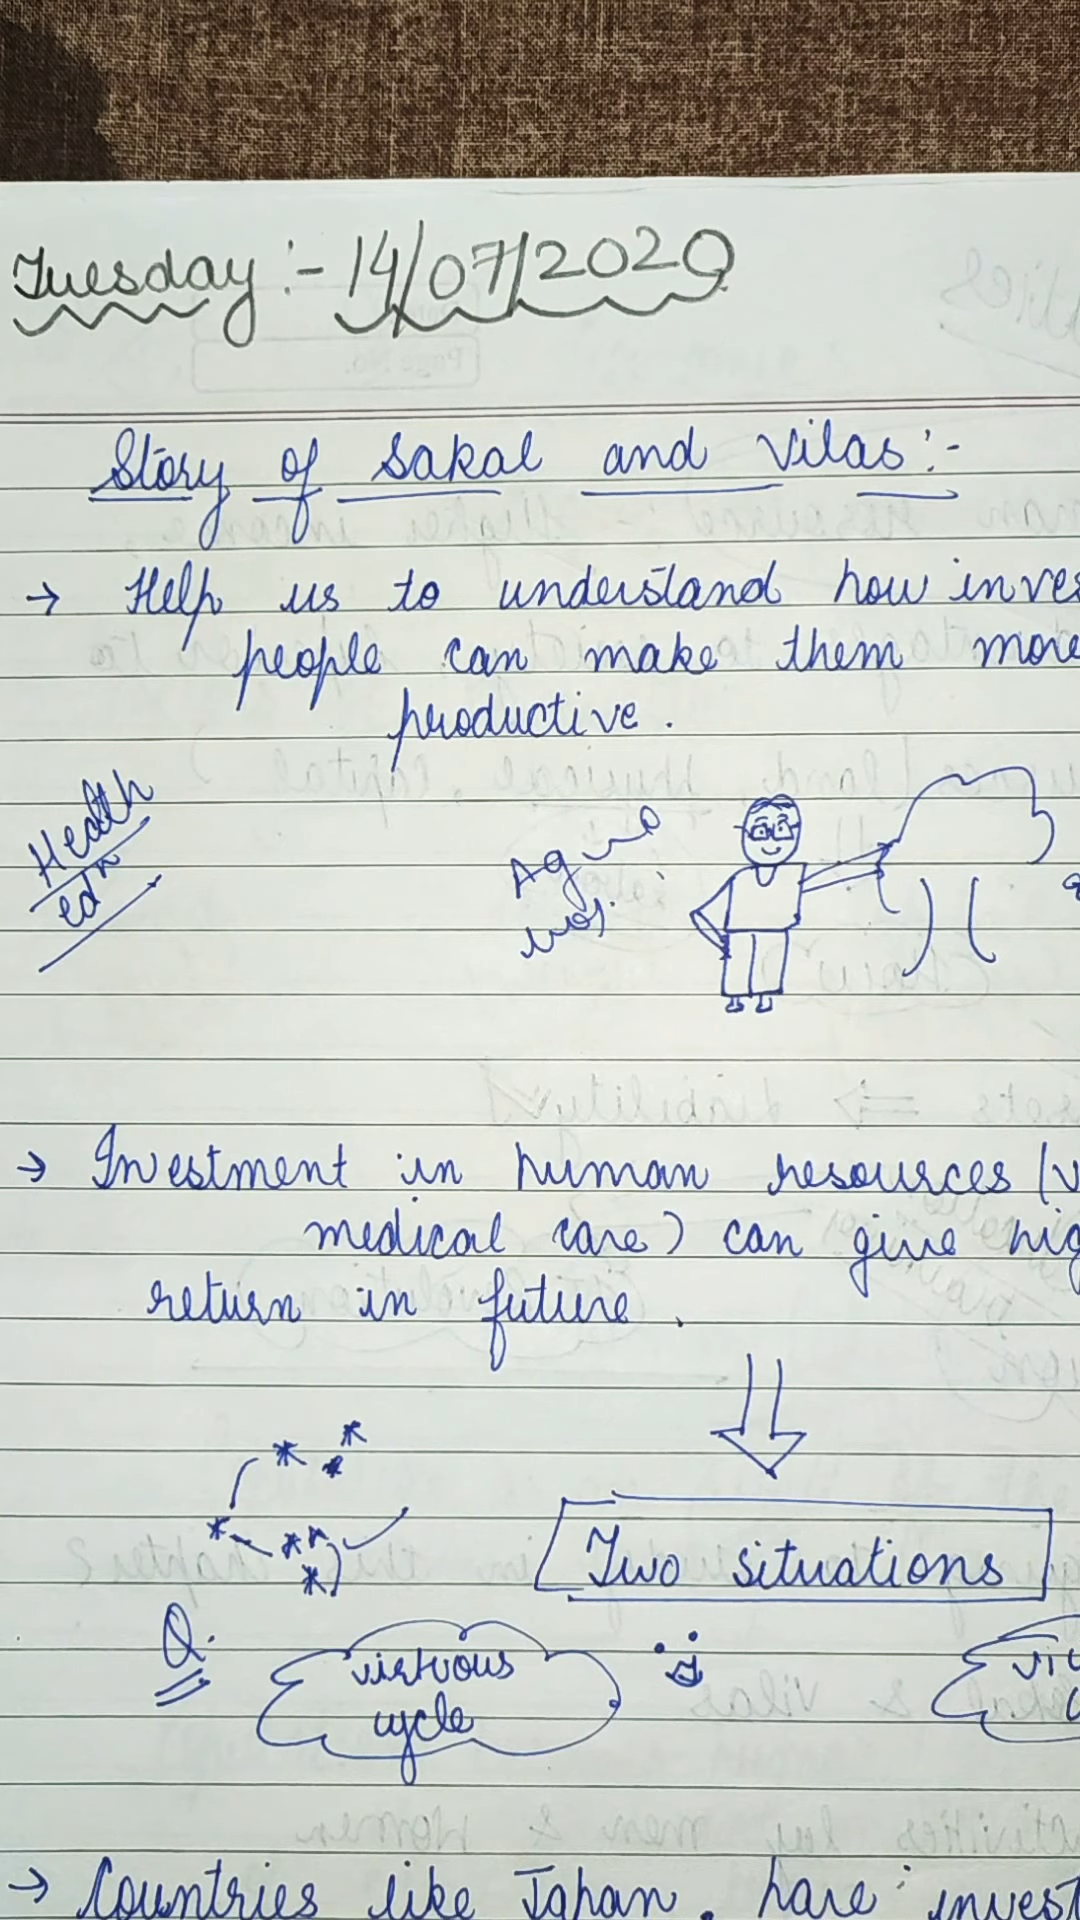 Tuesday :- 14/07/2020
Story of Sakal and Vilas :-
→ Help us to understand how inves
people can make them more
productive.
Health
edn
→ Investment in human resources (v
medical care) can give hig
return in future.
Two situations
Q.
virtuous
cycle
→ Countries like Japan, have invest